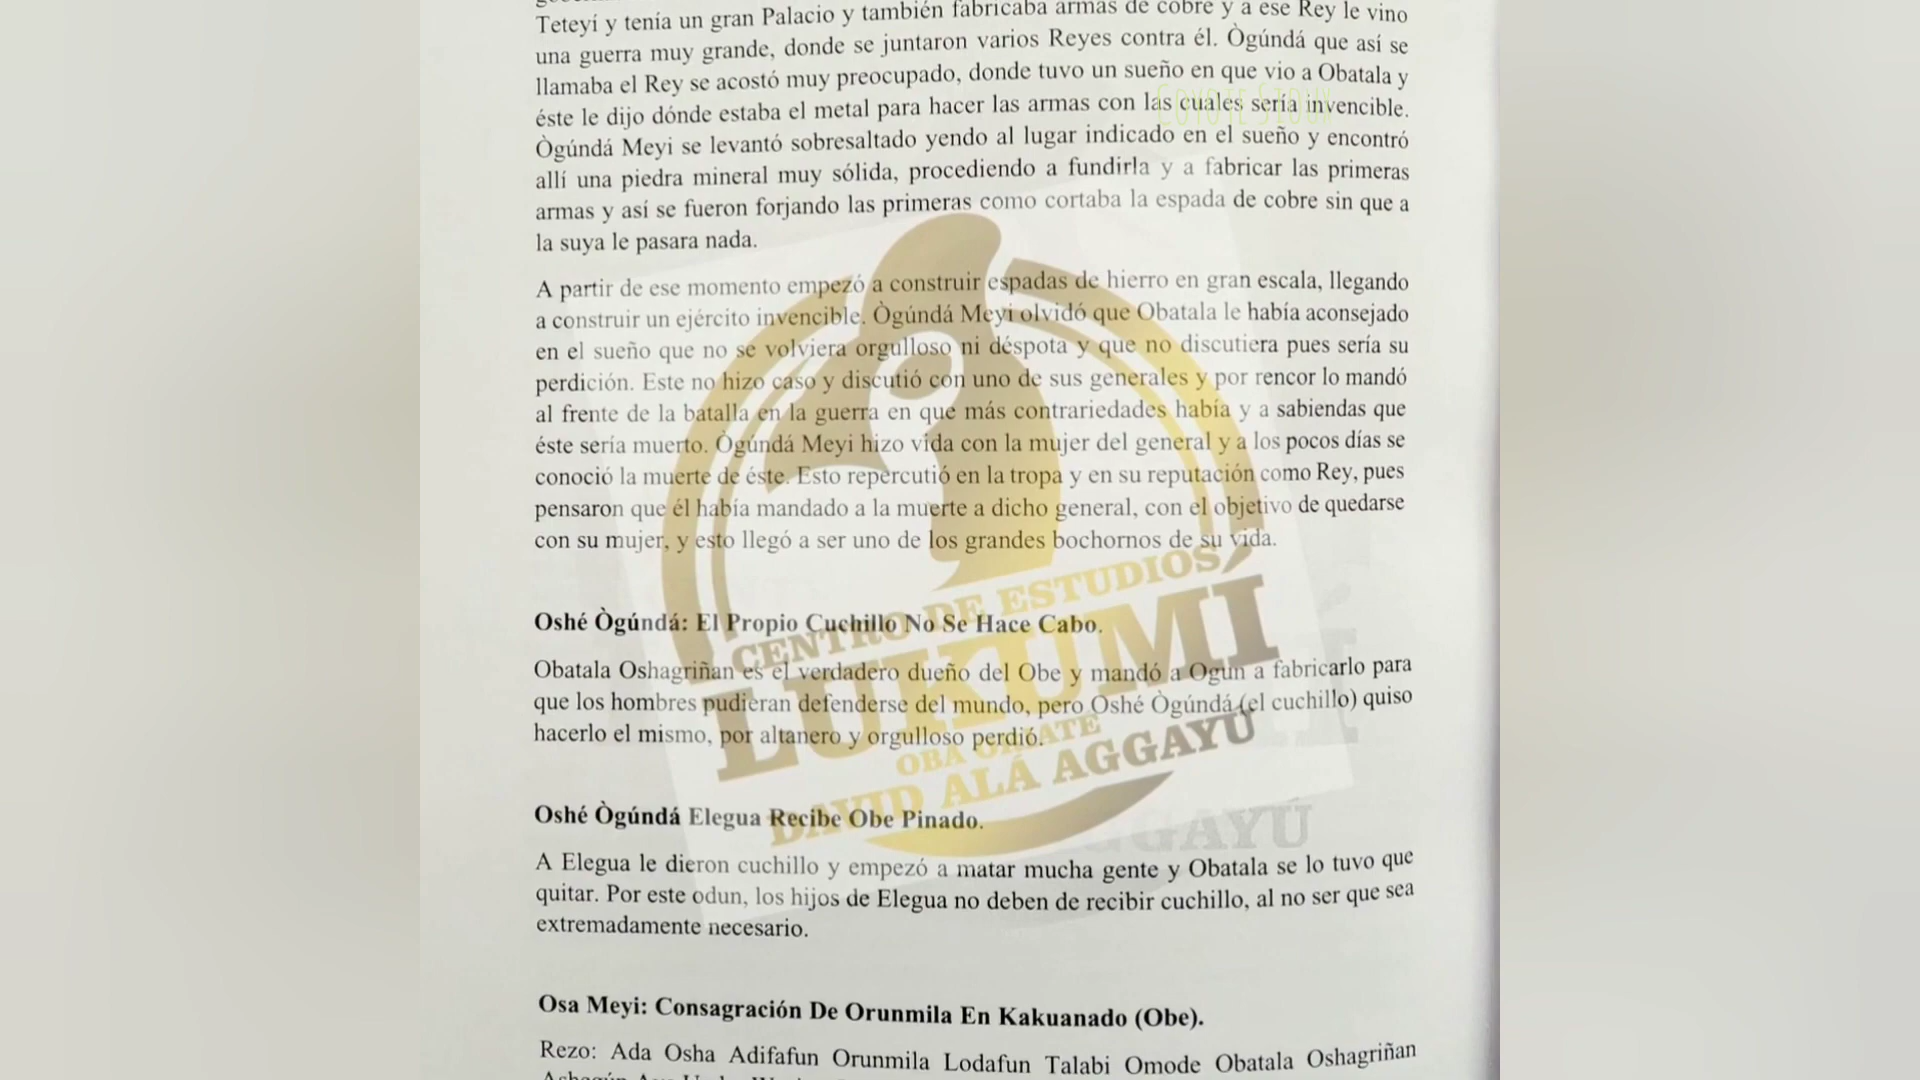 Teteyí y tenía un gran Palacio y también fabricaba armas de cobre y a ese Rey le vino
una guerra muy grande, donde se juntaron varios Reyes contra él. Ògúndá que así se
llamaba el Rey se acostó muy preocupado, donde tuvo un sueño en que vio a Obatala y
éste le dijo dónde estaba el metal para hacer las armas con las cuales sería invencible.
COYOTE SIOUX
Ògúndá Meyi se levantó sobresaltado yendo al lugar indicado en el sueño y encontró
allí una piedra mineral muy sólida, procediendo a fundirla y a fabricar las primeras
armas y así se fueron forjando las primeras como cortaba la espada de cobre sin que a
la suya le pasara nada.
A partir de ese momento empezó a construir espadas de hierro en gran escala, llegando
a construir un ejército invencible. Ògúndá Meyi olvidó que Obatala le había aconsejado
en el sueño que no se volviera orgulloso ni déspota y que no discutiera pues sería su
perdición. Este no hizo caso y discutió con uno de sus generales y por rencor lo mandó
al frente de la batalla en la guerra en que más contrariedades había y a sabiendas que
éste sería muerto. Ògúndá Meyi hizo vida con la mujer del general y a los pocos días se
conoció la muerte de éste. Esto repercutió en la tropa y en su reputación como Rey, pues
pensaron que él había mandado a la muerte a dicho general, con el objetivo de quedarse
con su mujer, y esto llegó a ser uno de los grandes bochornos de su vida.
CENTRO DE ESTUDIOS
LUKUMÍ
OBA ORIATE
DAVID ALÁ AGGAYÚ
Oshé Ògúndá: El Propio Cuchillo No Se Hace Cabo.
Obatala Oshagriñan es el verdadero dueño del Obe y mandó a Ogun a fabricarlo para
que los hombres pudieran defenderse del mundo, pero Oshé Ògúndá (el cuchillo) quiso
hacerlo el mismo, por altanero y orgulloso perdió.
GGAYÚ
Oshé Ògúndá Elegua Recibe Obe Pinado.
A Elegua le dieron cuchillo y empezó a matar mucha gente y Obatala se lo tuvo que
quitar. Por este odun, los hijos de Elegua no deben de recibir cuchillo, al no ser que sea
extremadamente necesario.
Osa Meyi: Consagración De Orunmila En Kakuanado (Obe).
Rezo: Ada Osha Adifafun Orunmila Lodafun Talabi Omode Obatala Oshagriñan